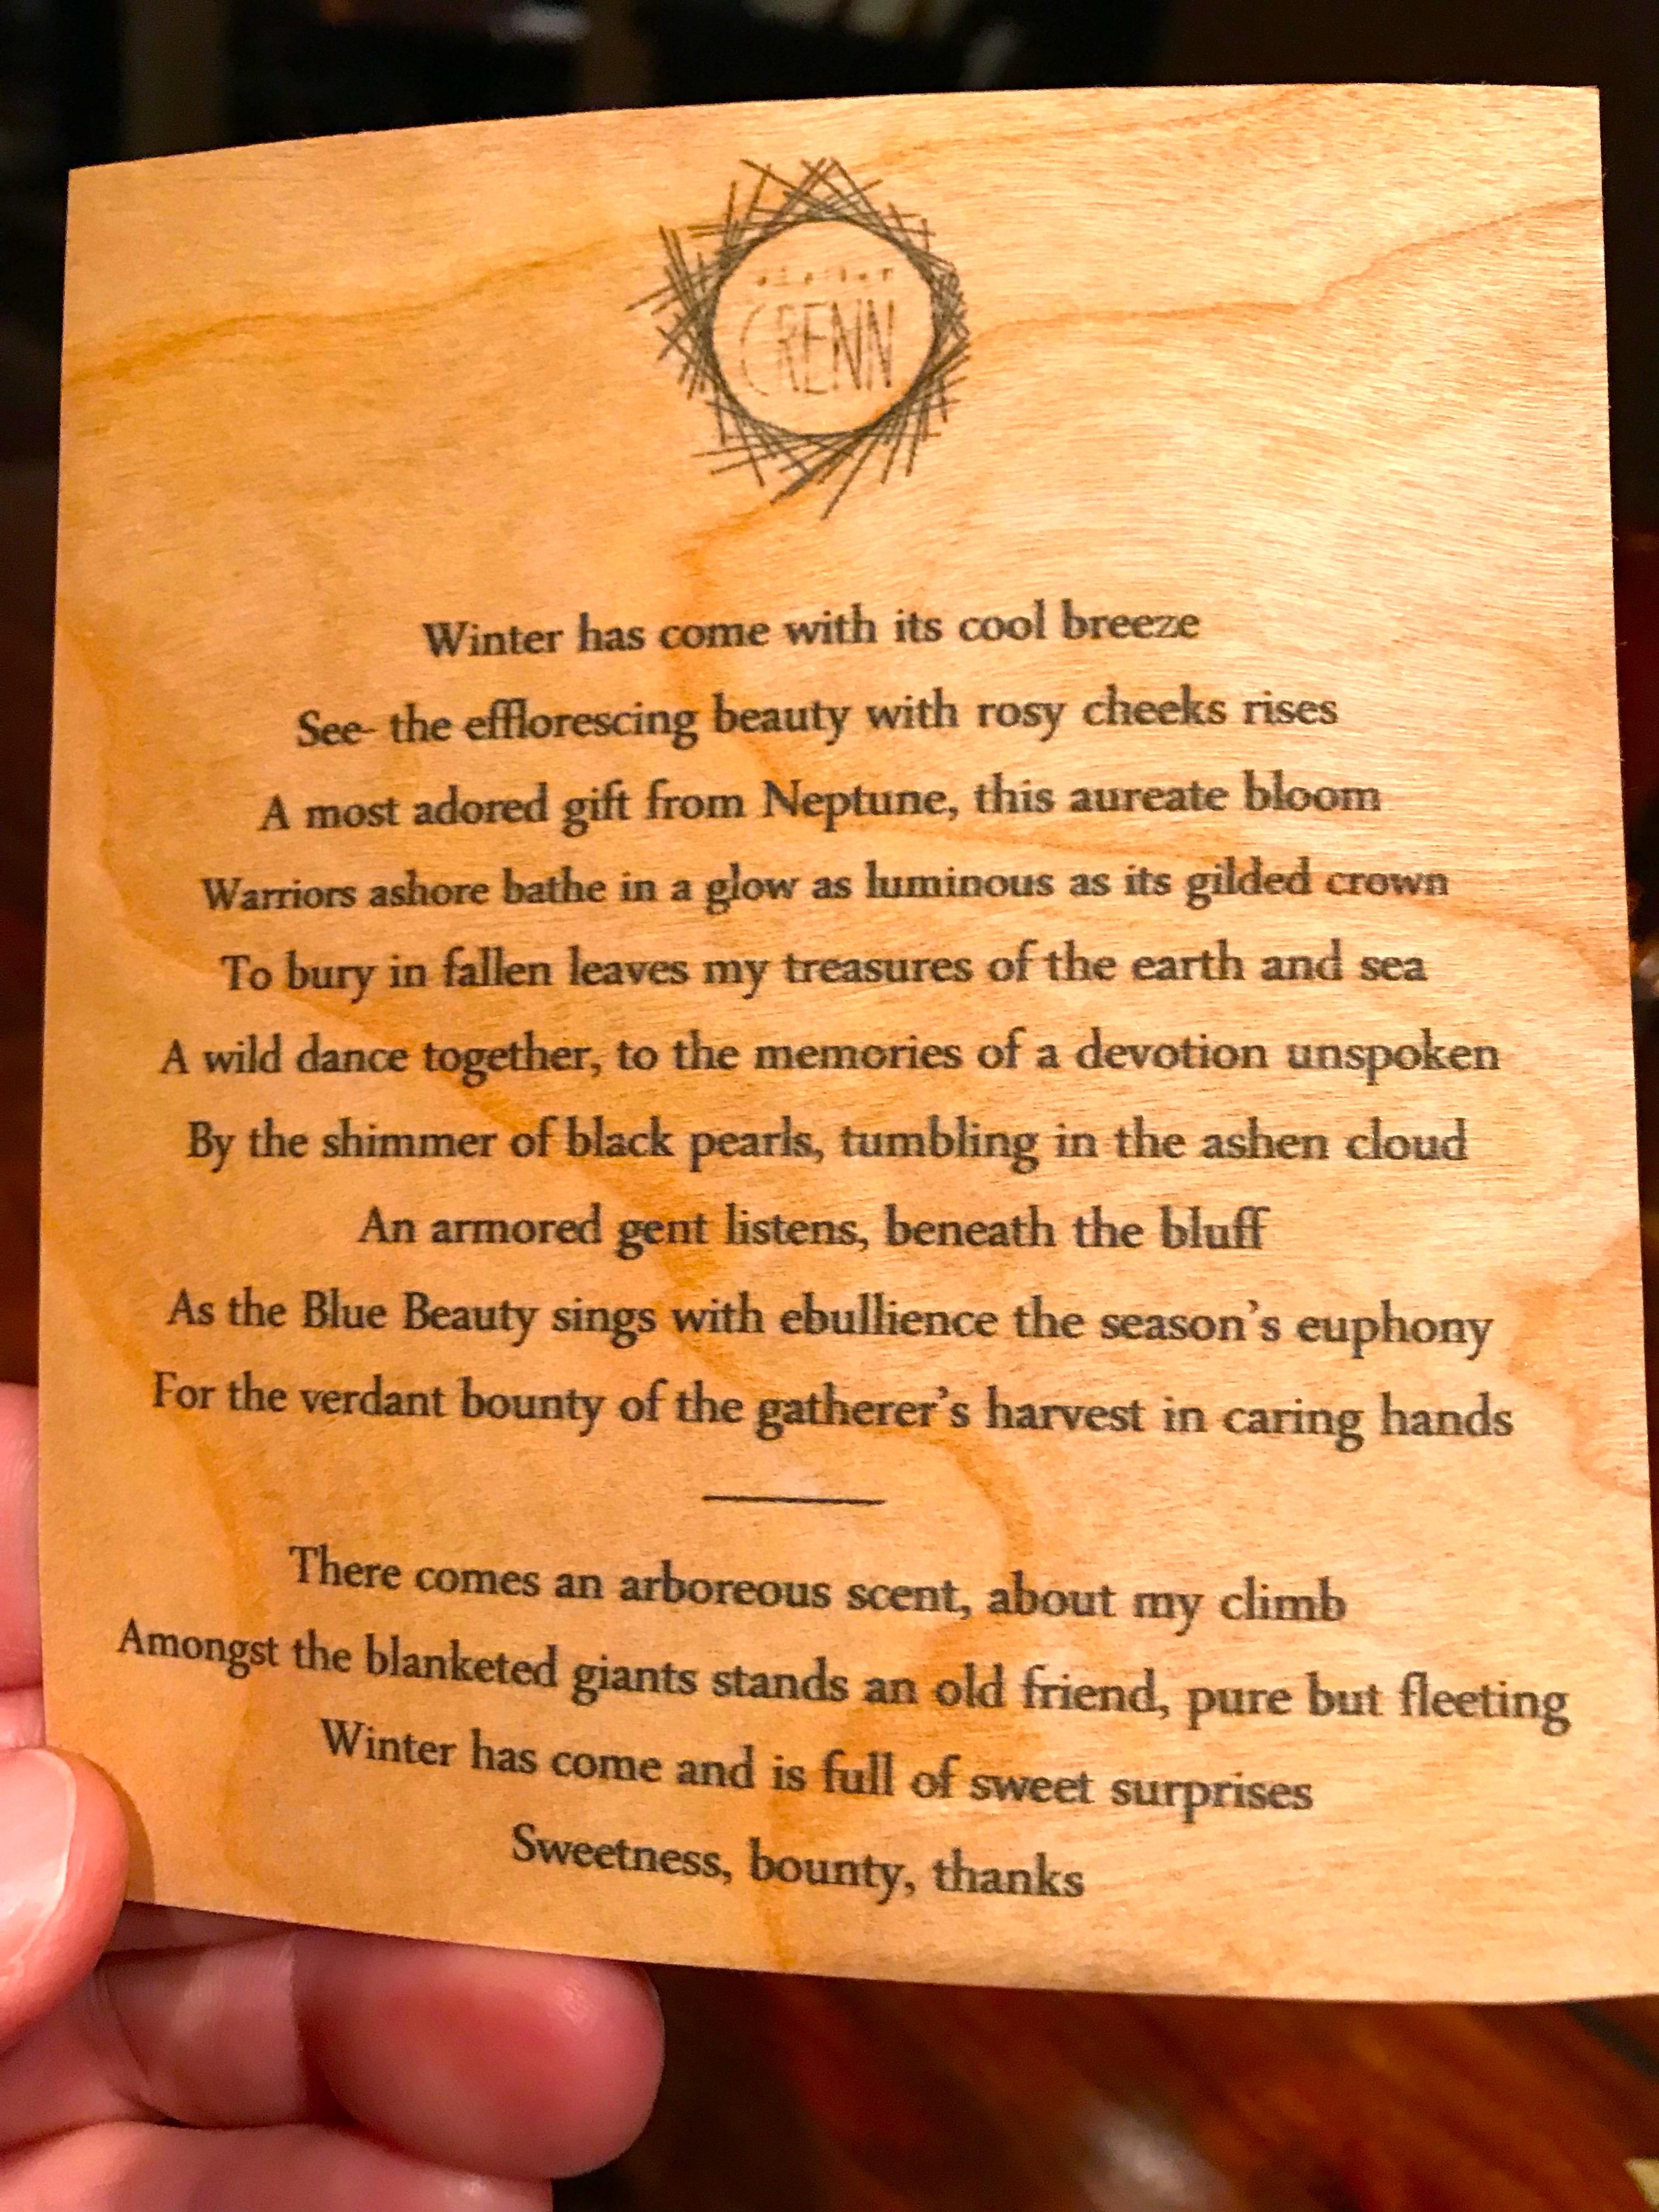 atelier
CRENN
Winter has come with its cool breeze
See- the efflorescing beauty with rosy cheeks rises
A most adored gift from Neptune, this aureate bloom
Warriors ashore bathe in a glow as luminous as its gilded crown
To bury in fallen leaves my treasures of the earth and sea
A wild dance together, to the memories of a devotion unspoken
By the shimmer of black pearls, tumbling in the ashen cloud
An armored gent listens, beneath the bluff
As the Blue Beauty sings with ebullience the season's euphony
For the verdant bounty of the gatherer's harvest in caring hands
There comes an arboreous scent, about my climb
Amongst the blanketed giants stands an old friend, pure but fleeting
Winter has come and is full of sweet surprises
Sweetness, bounty, thanks